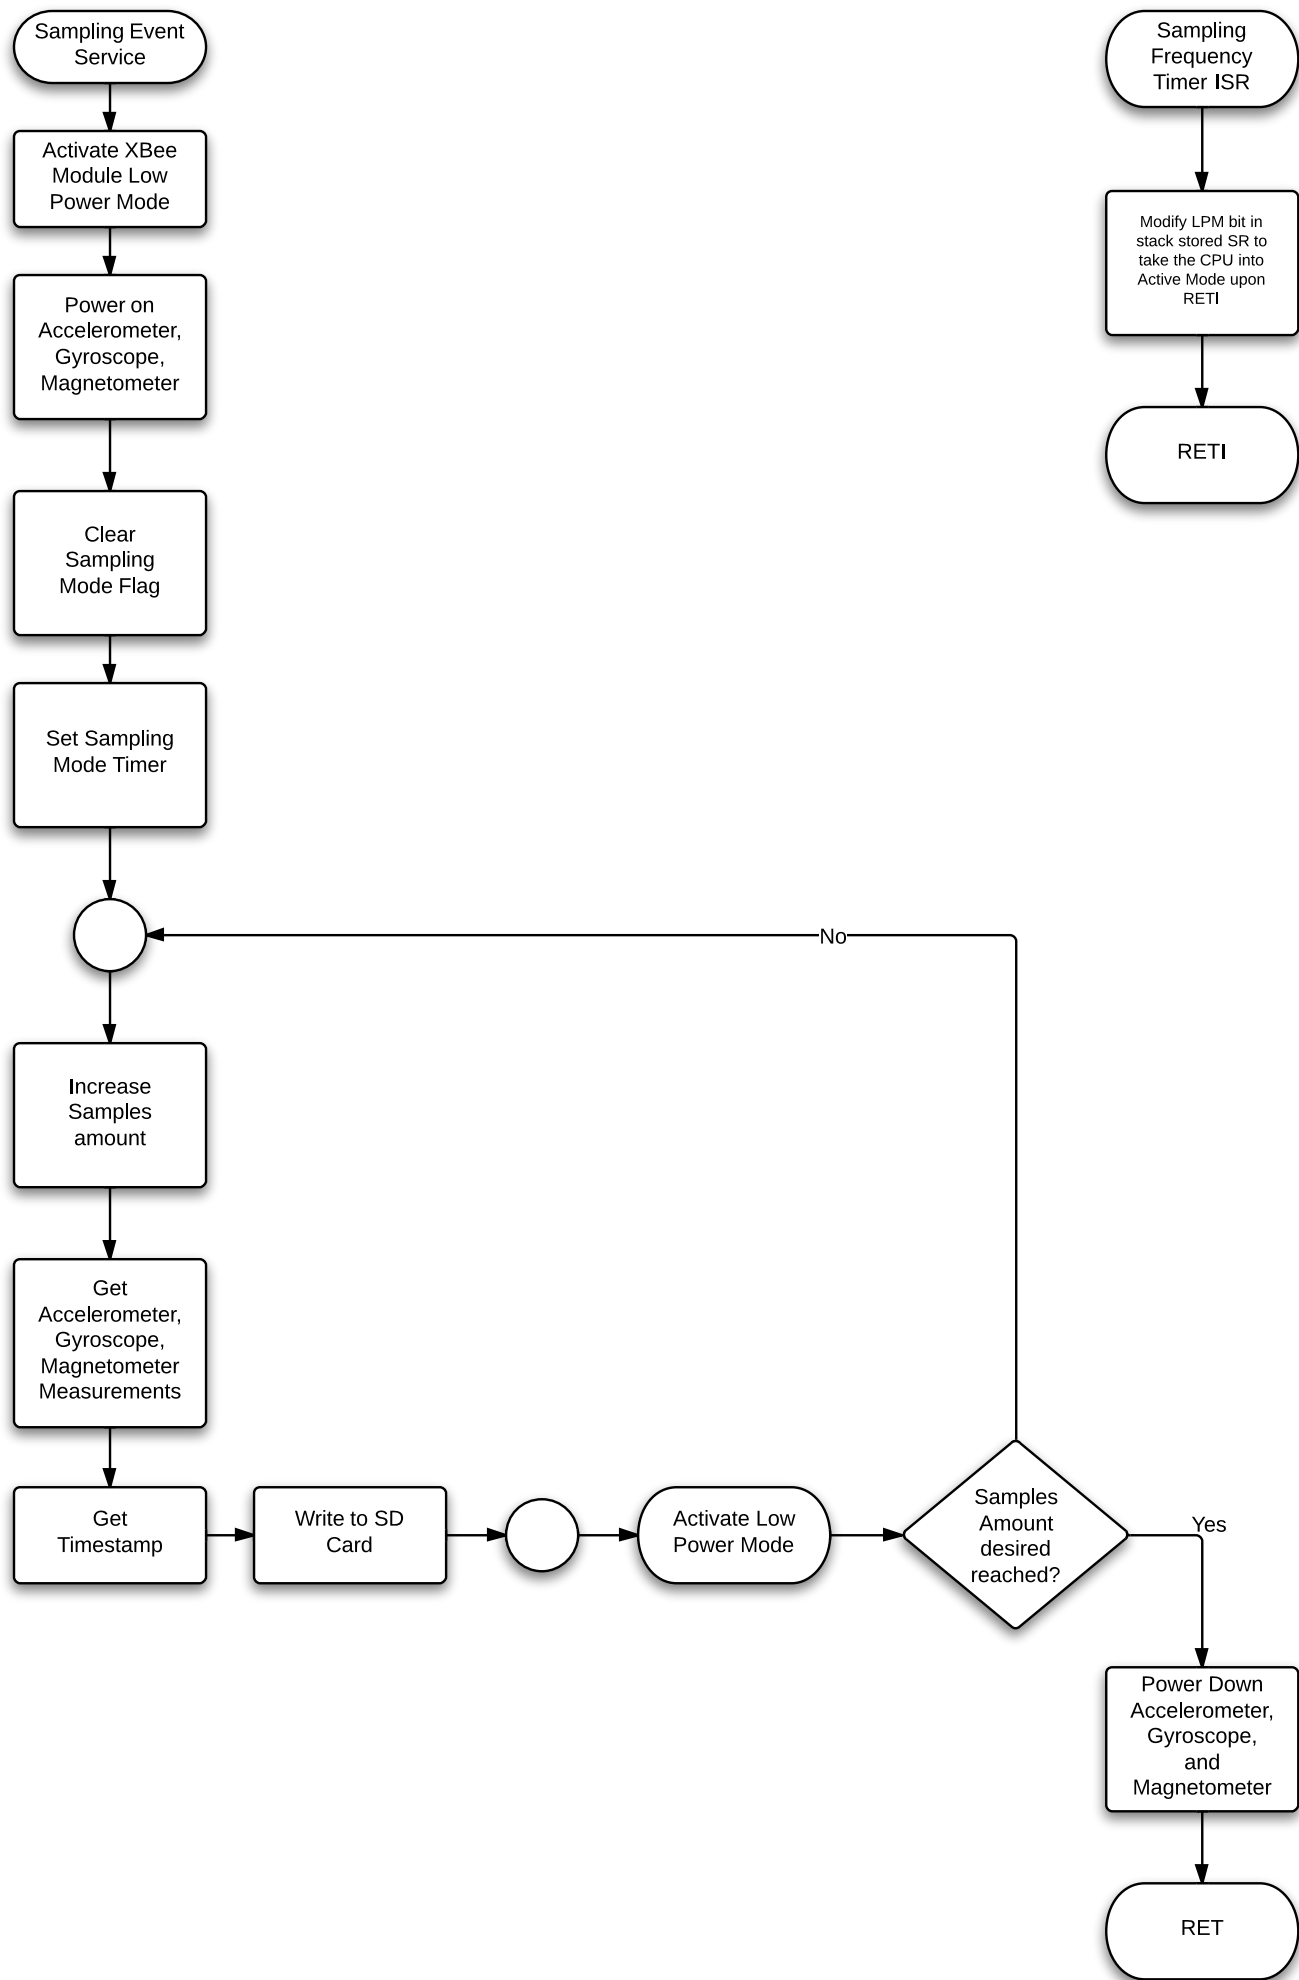 Sampling Event
Service
Activate XBee
Module Low
Power Mode
Power on
Accelerometer,
Gyroscope,
Magnetometer
Clear
Sampling
Mode Flag
Set Sampling
Mode Timer
No
Increase
Samples
amount
Get
Accelerometer,
Gyroscope,
Magnetometer
Measurements
Get
Timestamp
Write to SD
Card
Activate Low
Power Mode
Samples
Amount
desired
reached?
Yes
Power Down
Accelerometer,
Gyroscope,
and
Magnetometer
RET
Sampling
Frequency
Timer ISR
Modify LPM bit in
stack stored SR to
take the CPU into
Active Mode upon
RETI
RETI